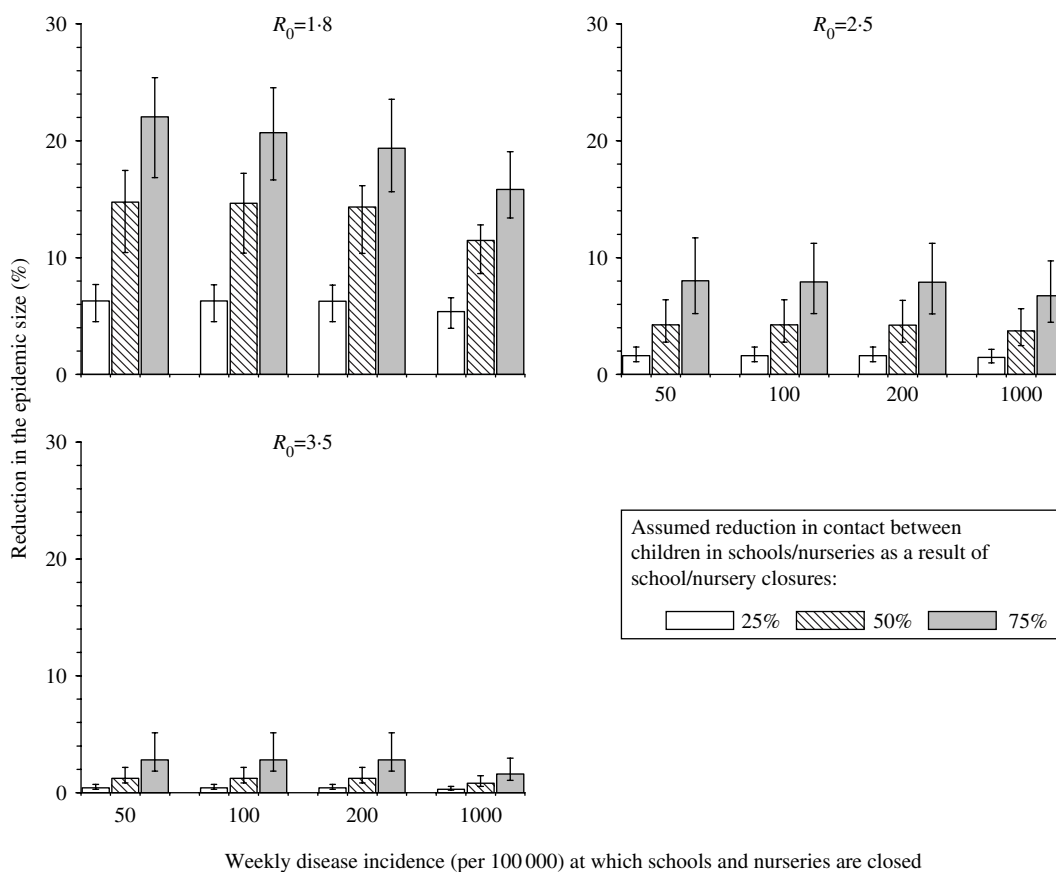 Reduction in the epidemic size (%)
R0=1·8
30
20
10
0
R0=2·5
30
20
10
0
50 100 200 1000
R0=3·5
30
20
10
0
50 100 200 1000
Assumed reduction in contact between
children in schools/nurseries as a result of
school/nursery closures:
25% 50% 75%
Weekly disease incidence (per 100 000) at which schools and nurseries are closed